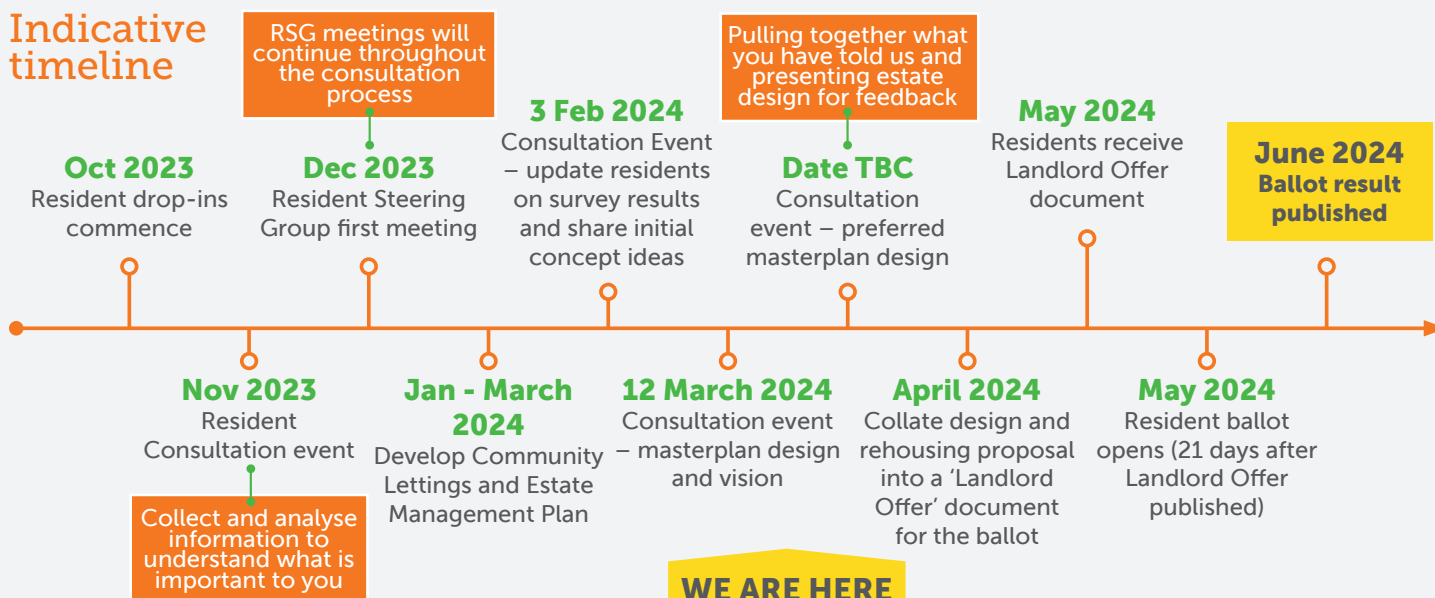 Indicative
timeline
RSG meetings will
continue throughout
the consultation
process
Pulling together what
you have told us and
presenting estate
design for feedback
Oct 2023
Resident drop-ins
commence
Dec 2023
Resident Steering
Group first meeting
3 Feb 2024
Consultation Event
– update residents
on survey results
and share initial
concept ideas
Date TBC
Consultation
event – preferred
masterplan design
May 2024
Residents receive
Landlord Offer
document
June 2024
Ballot result
published
Nov 2023
Resident
Consultation event
Collect and analyse
information to
understand what is
important to you
Jan - March
2024
Develop Community
Lettings and Estate
Management Plan
12 March 2024
Consultation event
– masterplan design
and vision
April 2024
Collate design and
rehousing proposal
into a ‘Landlord
Offer’ document
for the ballot
May 2024
Resident ballot
opens (21 days after
Landlord Offer
published)
WE ARE HERE